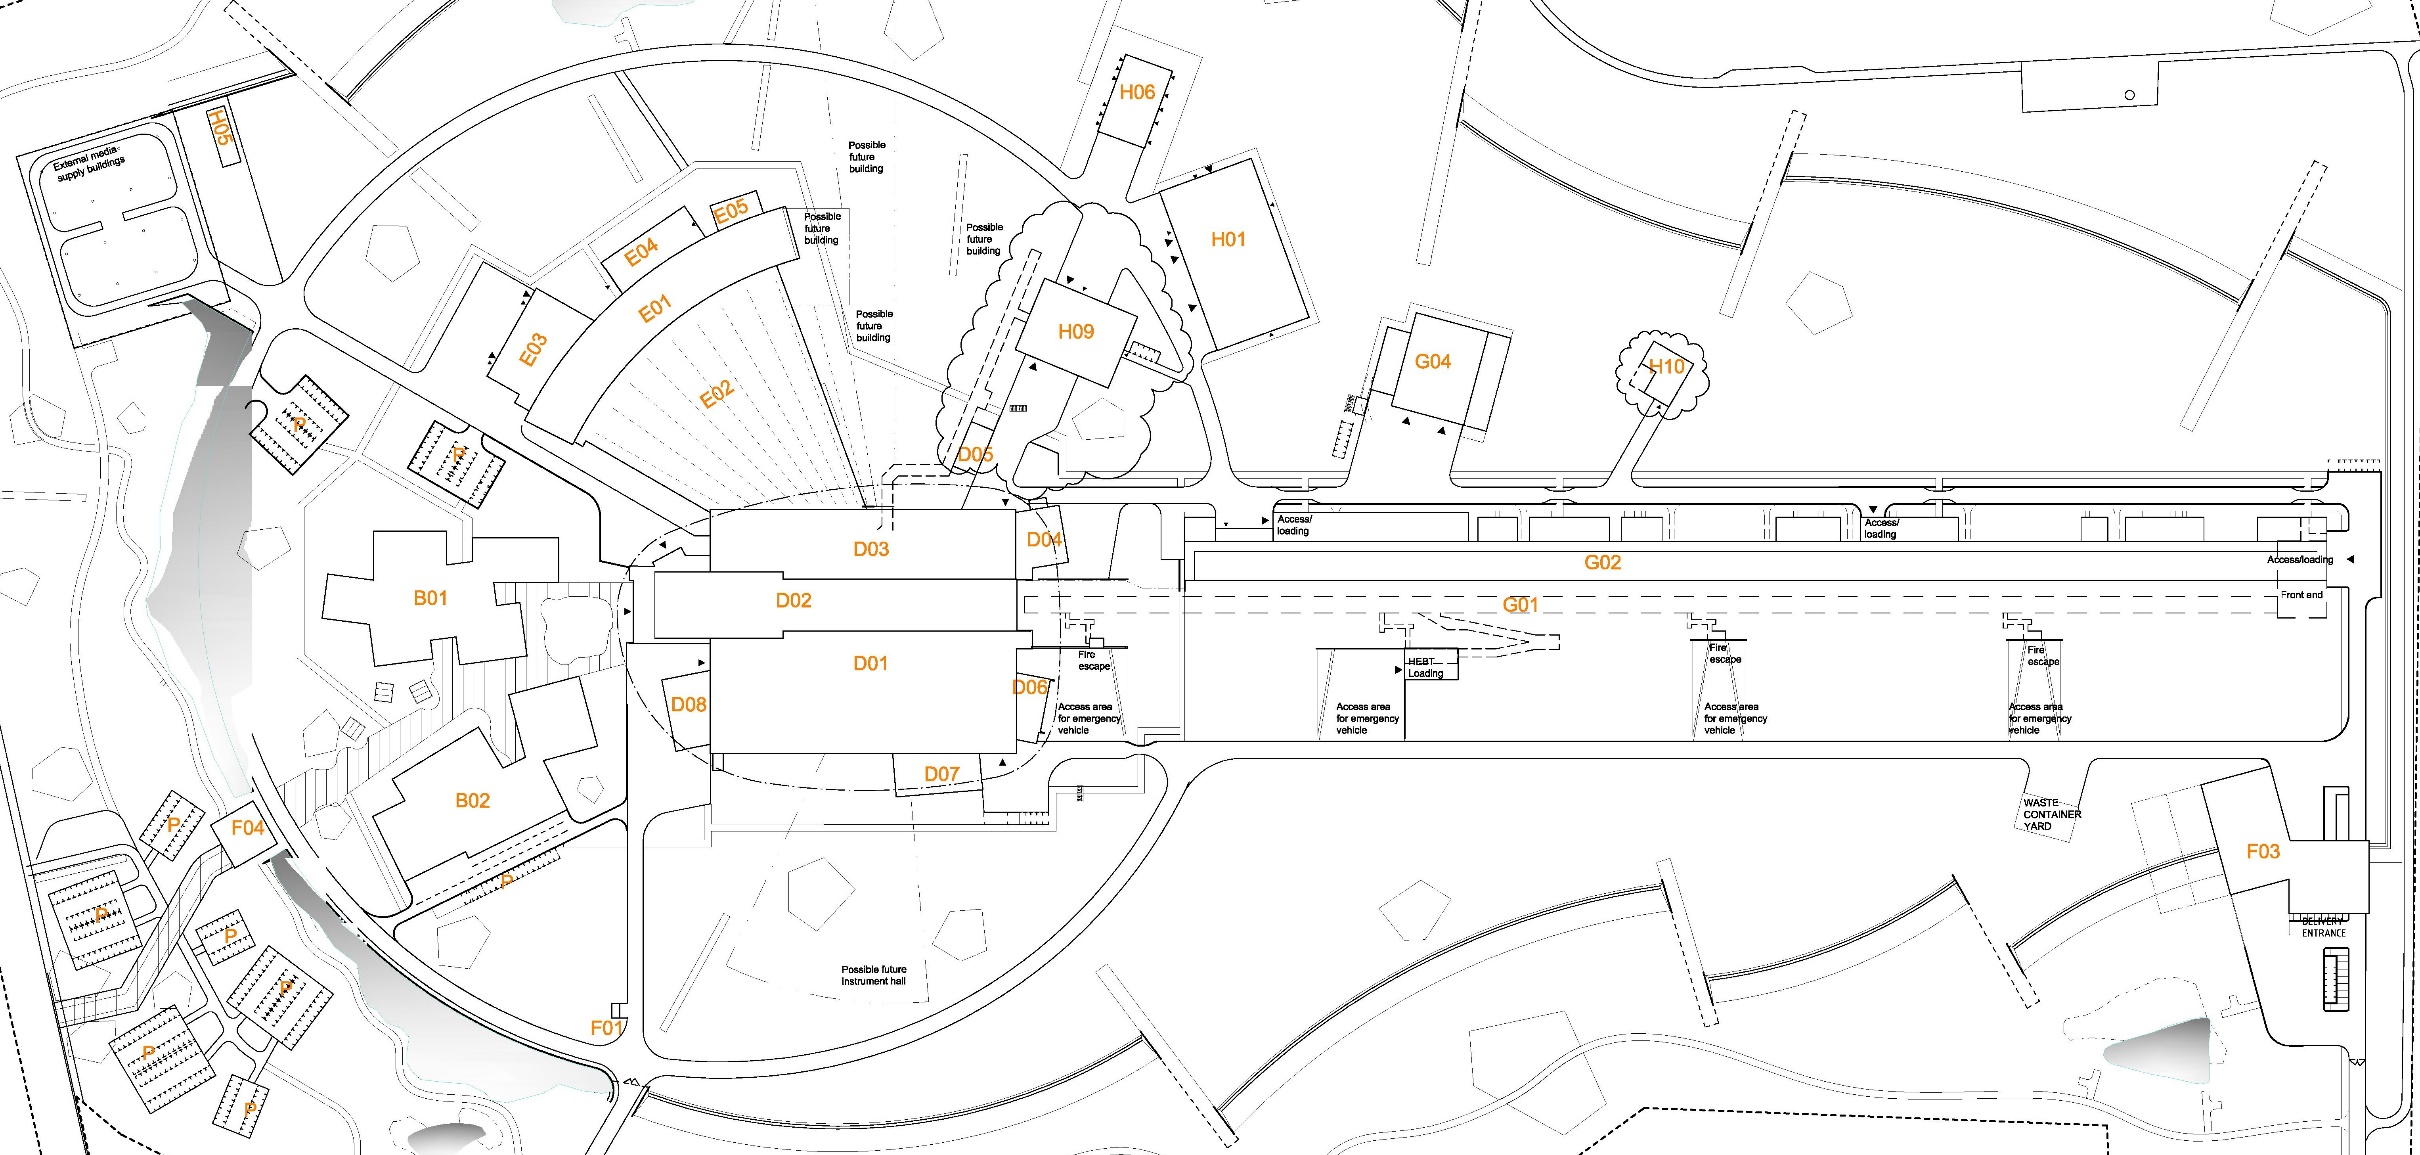 H06
H05
External media
supply buildings
Possible
future
building
E05
Possible
future
building
Possible
future
building
H01
E04
E01
Possible
future
building
H09
E03
G04
H10
E02
P
P
D05
D03
D04
Access/
loading
Access/
loading
G02
Access/loading
B01
D02
G01
Front end
D01
Fire
escape
HEBT
Loading
Fire
escape
Fire
escape
D06
D08
Access area
for emergency
vehicle
Access area
for emergency
vehicle
Access area
for emergency
vehicle
Access area
for emergency
vehicle
D07
B02
WASTE
CONTAINER
YARD
P
F04
F03
P
P
P
DELIVERY
ENTRANCE
Possible future
Instrument hall
P
F01
P
P